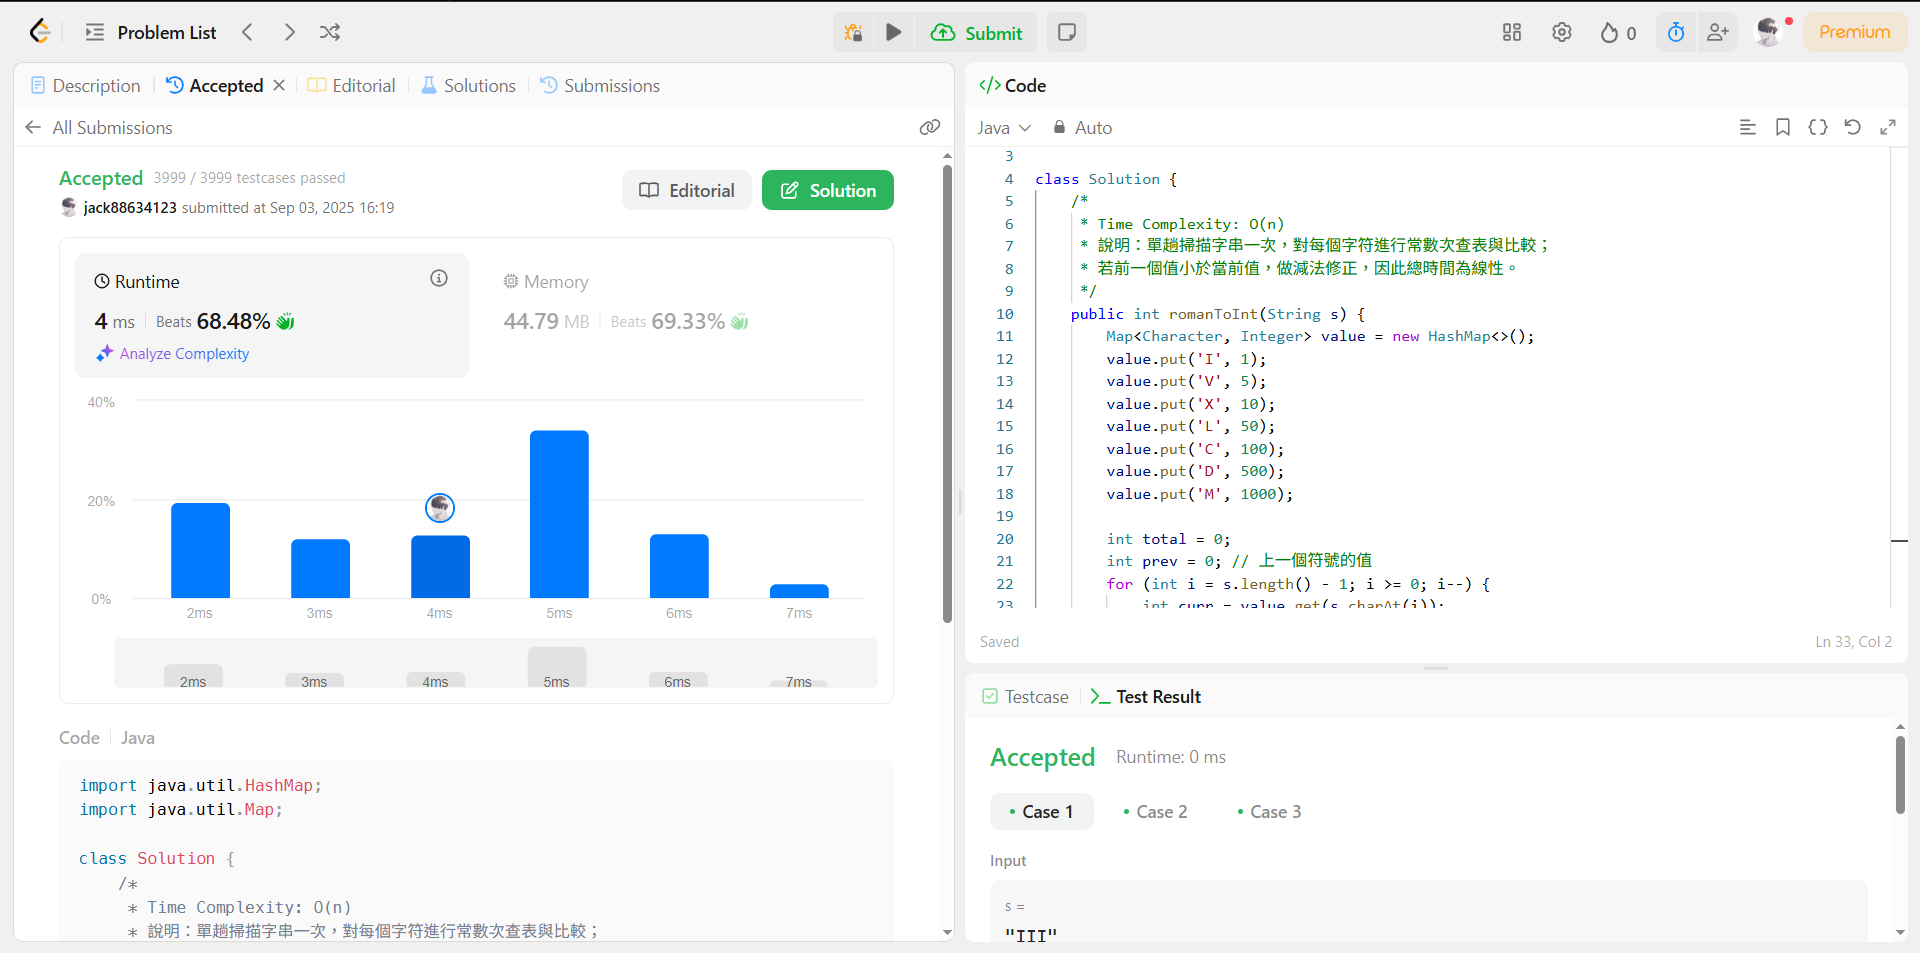 Problem List
Submit
0
Premium
Description
Accepted
Editorial
Solutions
Submissions
All Submissions
Accepted 3999 / 3999 testcases passed
jack88634123 submitted at Sep 03, 2025 16:19
Editorial
Solution
Runtime
4 ms Beats 68.48%
Analyze Complexity
Memory
44.79 MB Beats 69.33%
40%
20%
0%
2ms 3ms 4ms 5ms 6ms 7ms
2ms 3ms 4ms 5ms 6ms 7ms
Code Java
import java.util.HashMap;
import java.util.Map;
class Solution {
/*
* Time Complexity: O(n)
* 說明：單趟掃描字串一次，對每個字符進行常數次查表與比較；
</> Code
Java Auto
3
4 class Solution {
5 /*
6 * Time Complexity: O(n)
7 * 說明：單趟掃描字串一次，對每個字符進行常數次查表與比較；
8 * 若前一個值小於當前值，做減法修正，因此總時間為線性。
9 */
10 public int romanToInt(String s) {
11 Map<Character, Integer> value = new HashMap<>();
12 value.put('I', 1);
13 value.put('V', 5);
14 value.put('X', 10);
15 value.put('L', 50);
16 value.put('C', 100);
17 value.put('D', 500);
18 value.put('M', 1000);
19
20 int total = 0;
21 int prev = 0; // 上一個符號的值
22 for (int i = s.length() - 1; i >= 0; i--) {
23 int curr = value.get(s.charAt(i));
Saved
Ln 33, Col 2
Testcase
Test Result
Accepted Runtime: 0 ms
Case 1
Case 2
Case 3
Input
s =
"III"